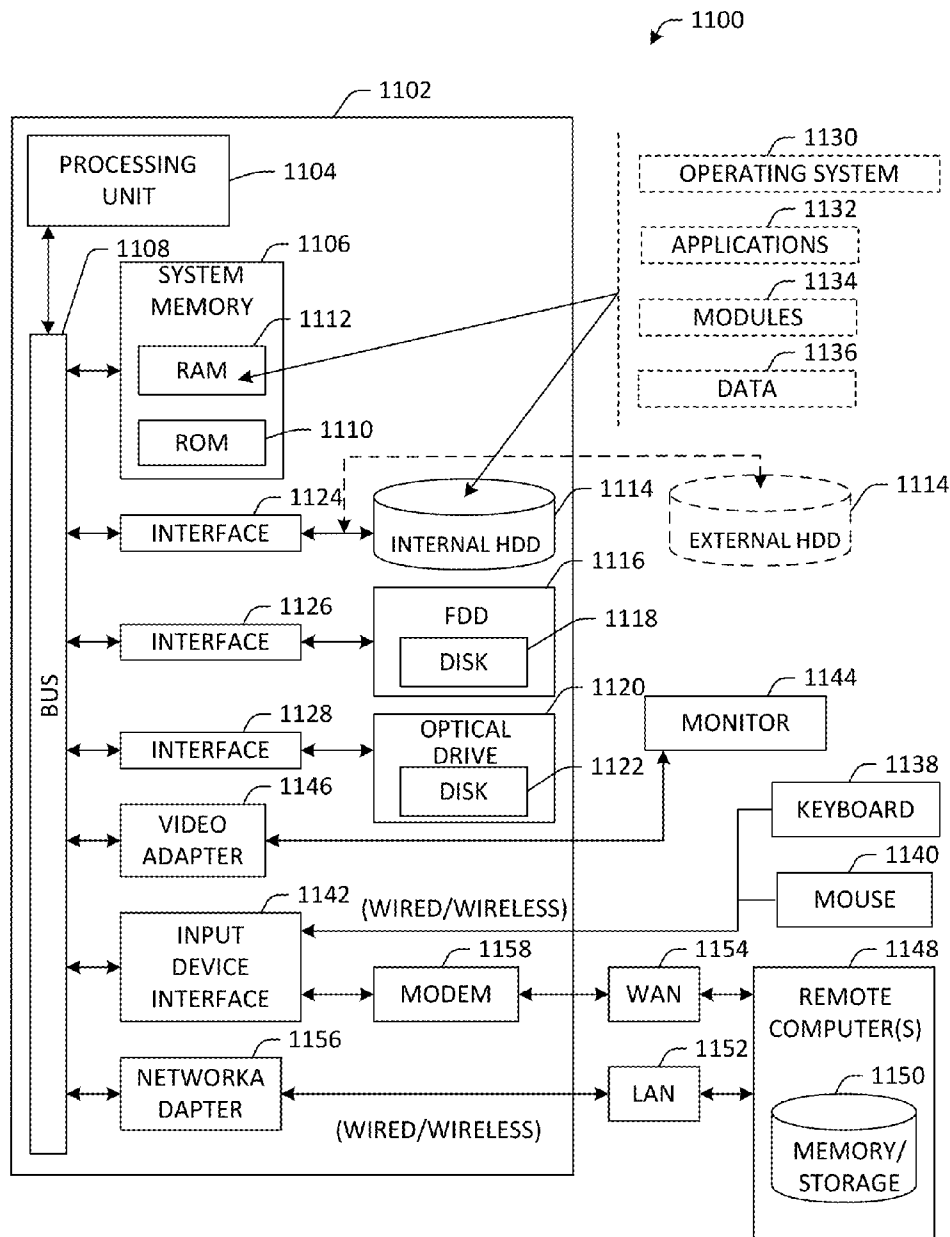 1100
1102
PROCESSING
UNIT
1104
1108
1106
SYSTEM
MEMORY
1112
RAM
1110
ROM
1130
OPERATING SYSTEM
1132
APPLICATIONS
1134
MODULES
1136
DATA
BUS
1124
INTERFACE
INTERNAL HDD
1114
EXTERNAL HDD
1114
1126
INTERFACE
1116
FDD
1118
DISK
1128
INTERFACE
1120
OPTICAL
DRIVE
1122
DISK
1144
MONITOR
1146
VIDEO
ADAPTER
1138
KEYBOARD
1140
MOUSE
1142
INPUT
DEVICE
INTERFACE
(WIRED/WIRELESS)
1158
MODEM
1154
WAN
1148
REMOTE
COMPUTER(S)
1156
NETWORKA
DAPTER
(WIRED/WIRELESS)
1152
LAN
1150
MEMORY/
STORAGE